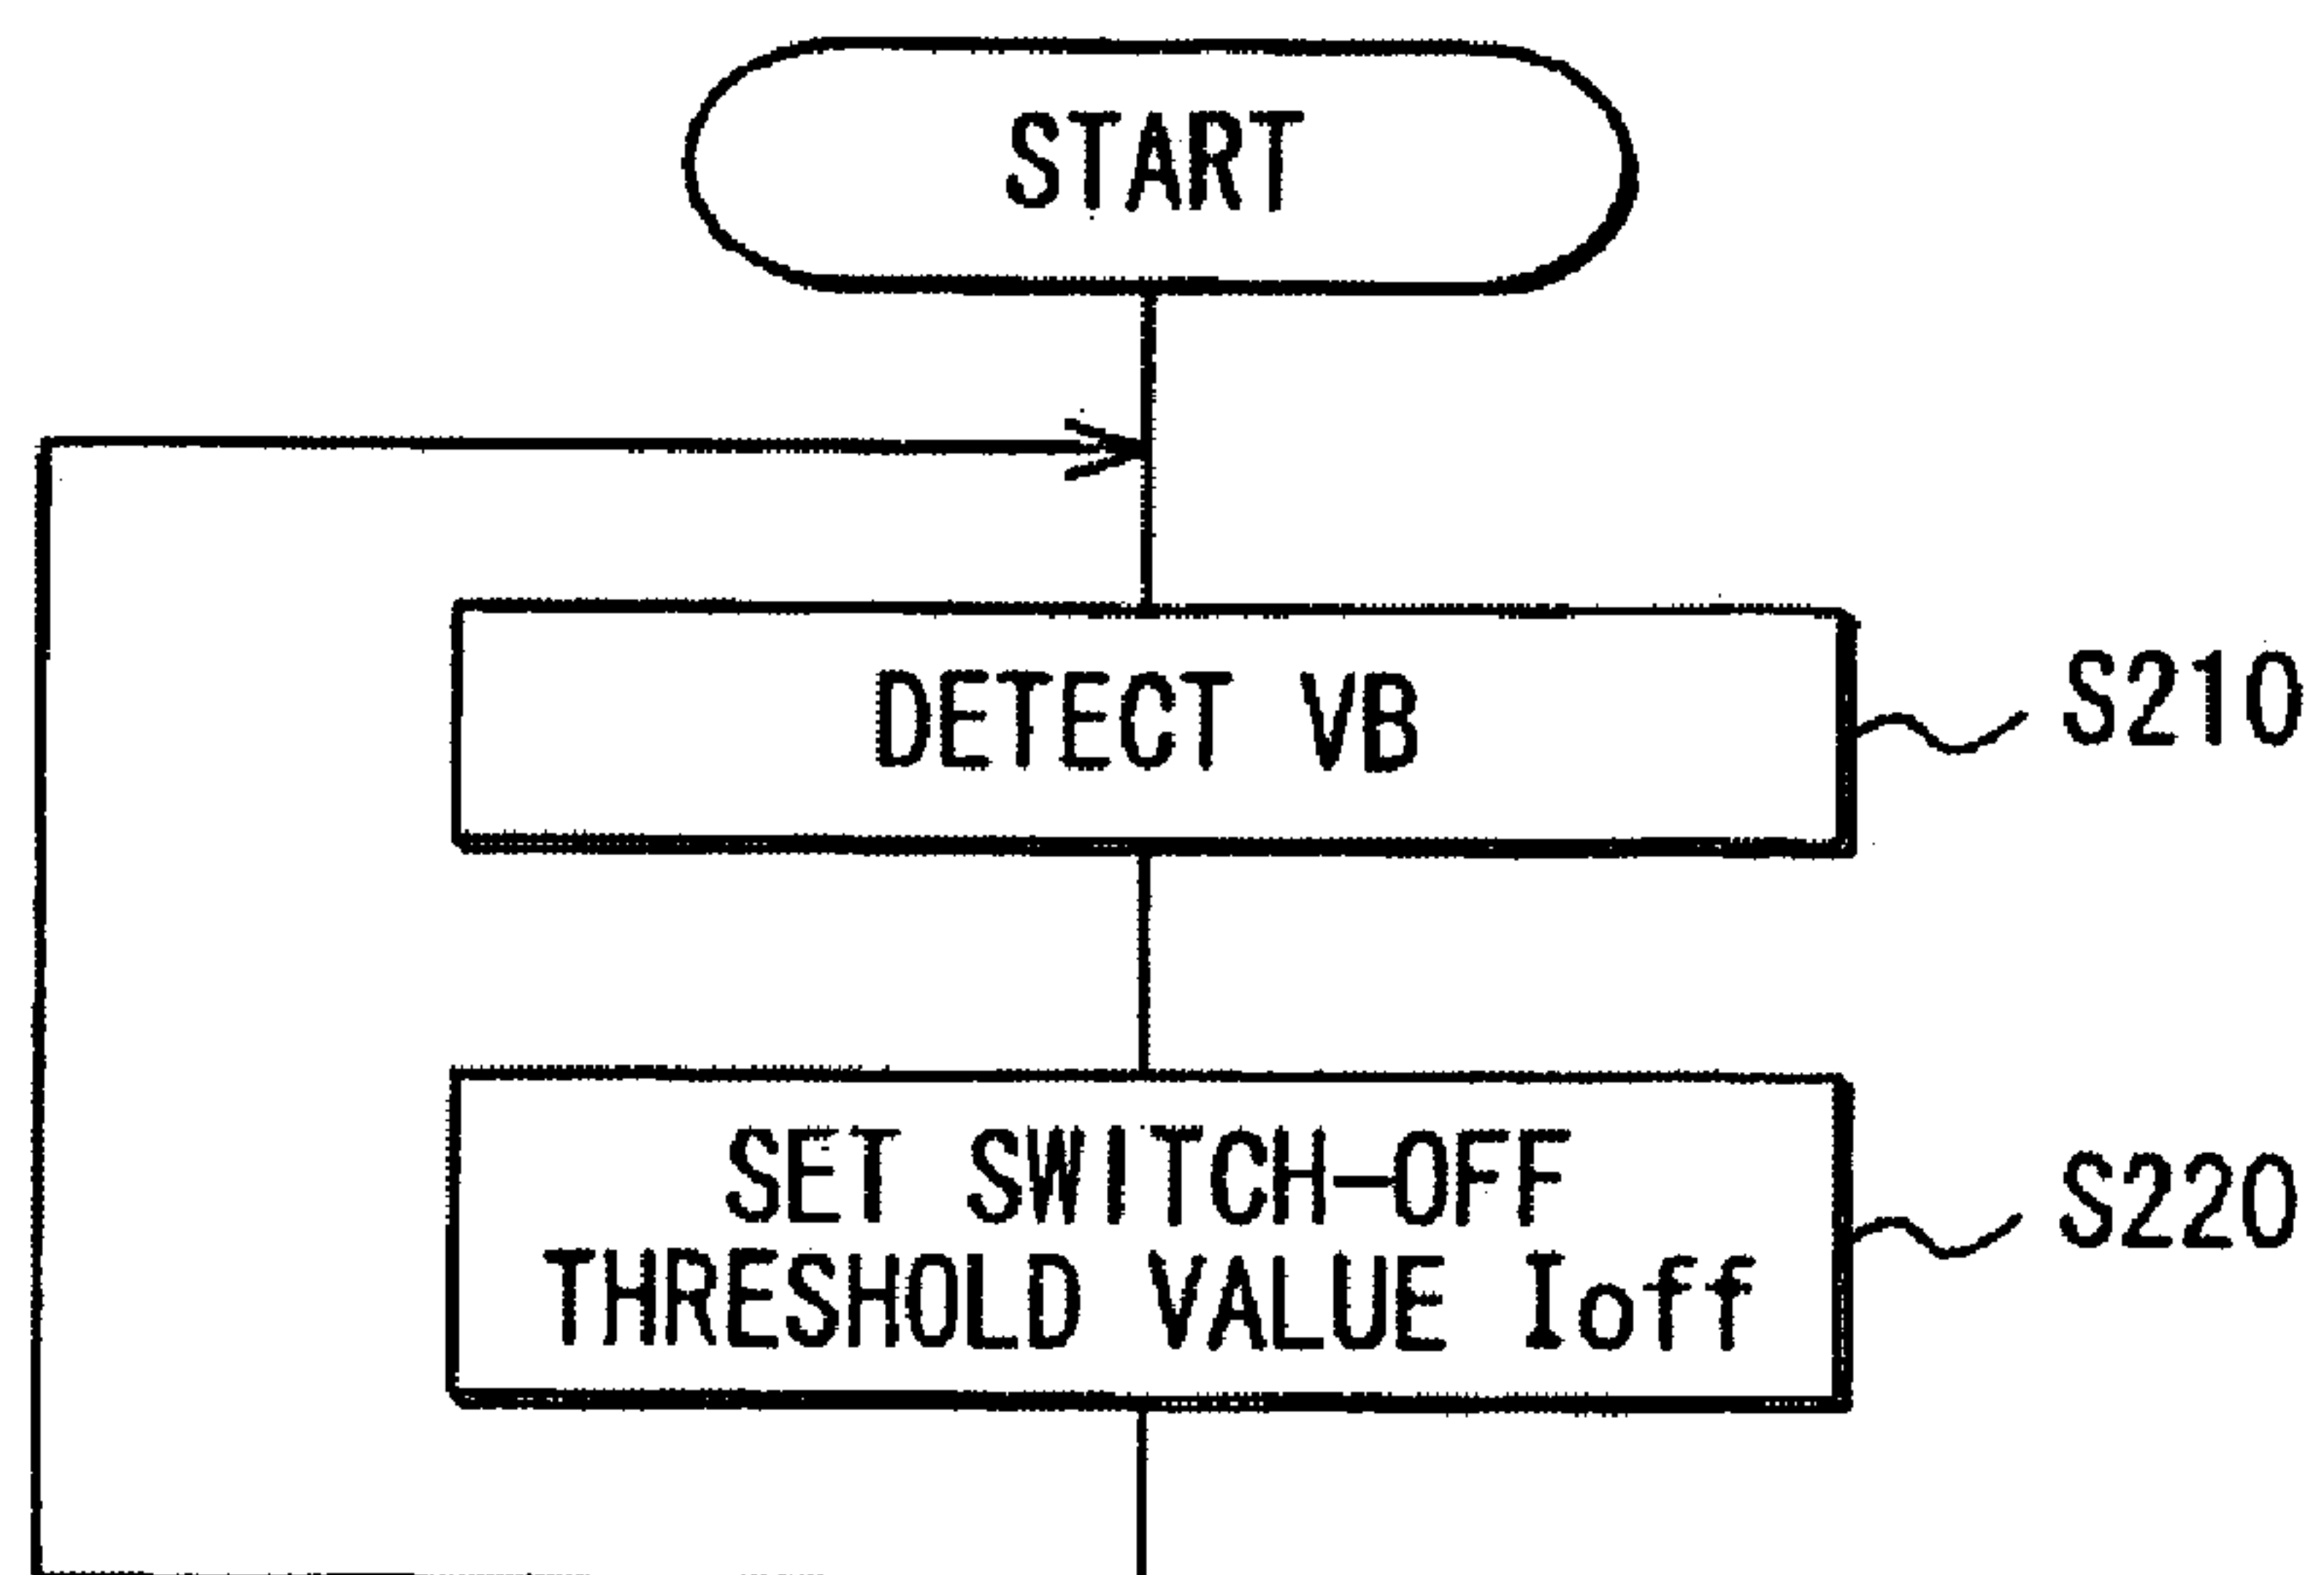 START
DETECT VB
S210
SET SWITCH-OFF
THRESHOLD VALUE Ioff
S220